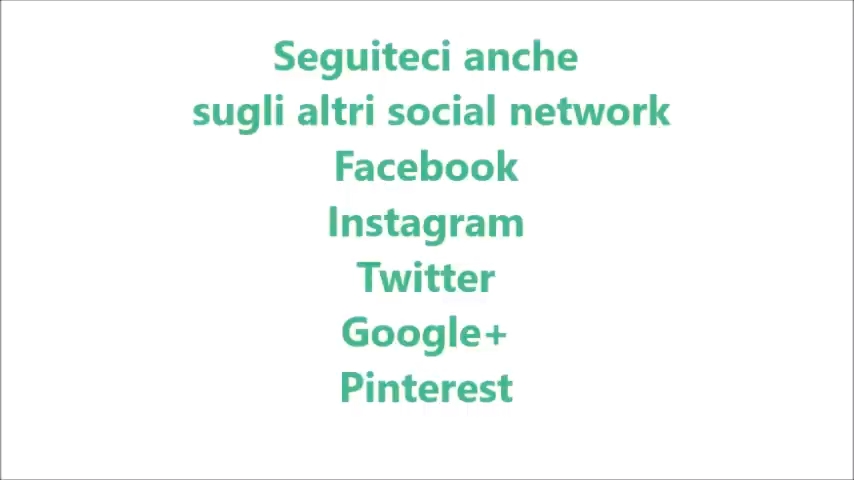 Seguiteci anche
sugli altri social network
Facebook
Instagram
Twitter
Google+
Pinterest